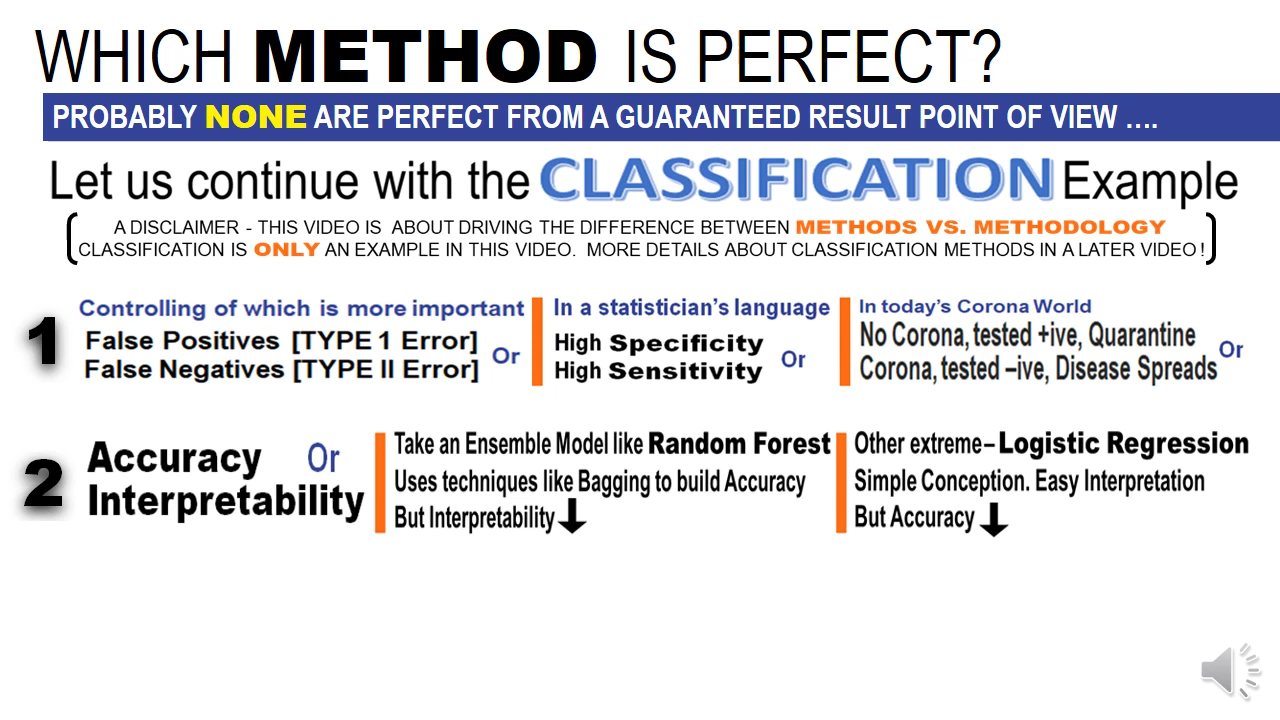 WHICH METHOD IS PERFECT?
PROBABLY NONE ARE PERFECT FROM A GUARANTEED RESULT POINT OF VIEW ....
Let us continue with the CLASSIFICATION Example
A DISCLAIMER - THIS VIDEO IS ABOUT DRIVING THE DIFFERENCE BETWEEN METHODS VS. METHODOLOGY
CLASSIFICATION IS ONLY AN EXAMPLE IN THIS VIDEO. MORE DETAILS ABOUT CLASSIFICATION METHODS IN A LATER VIDEO !
1
Controlling of which is more important
False Positives [TYPE 1 Error]
Or
False Negatives [TYPE II Error]
In a statistician's language
High Specificity
Or
High Sensitivity
In today's Corona World
No Corona, tested +ive, Quarantine
Or
Corona, tested –ive, Disease Spreads
2
Accuracy Or
Interpretability
Take an Ensemble Model like Random Forest
Uses techniques like Bagging to build Accuracy
But Interpretability
Other extreme – Logistic Regression
Simple Conception. Easy Interpretation
But Accuracy